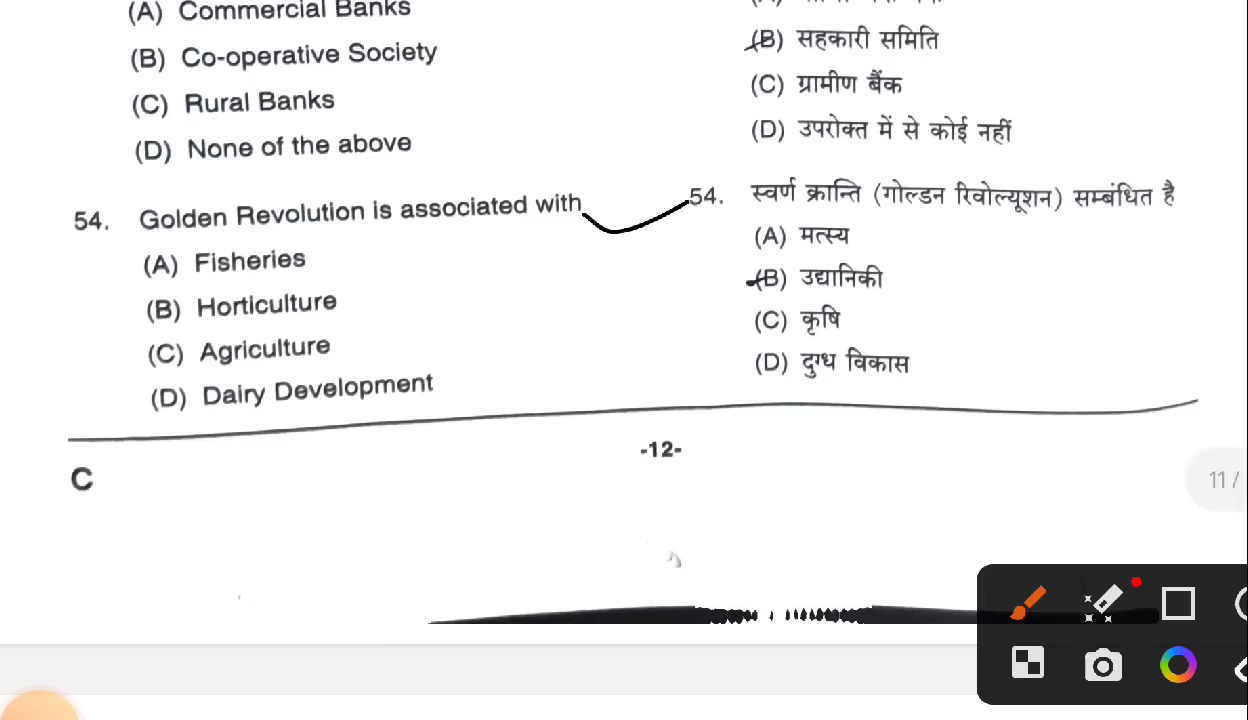 (A) Commercial Banks
(B) Co-operative Society
(C) Rural Banks
(D) None of the above
54. Golden Revolution is associated with
(A) Fisheries
(B) Horticulture
(C) Agriculture
(D) Dairy Development
(B) सहकारी समिति
(C) ग्रामीण बैंक
(D) उपरोक्त में से कोई नहीं
54. स्वर्ण क्रान्ति (गोल्डन रिवोल्यूशन) सम्बंधित है
(A) मत्स्य
(B) उद्यानिकी
(C) कृषि
(D) दुग्ध विकास
-12-
C
11 /